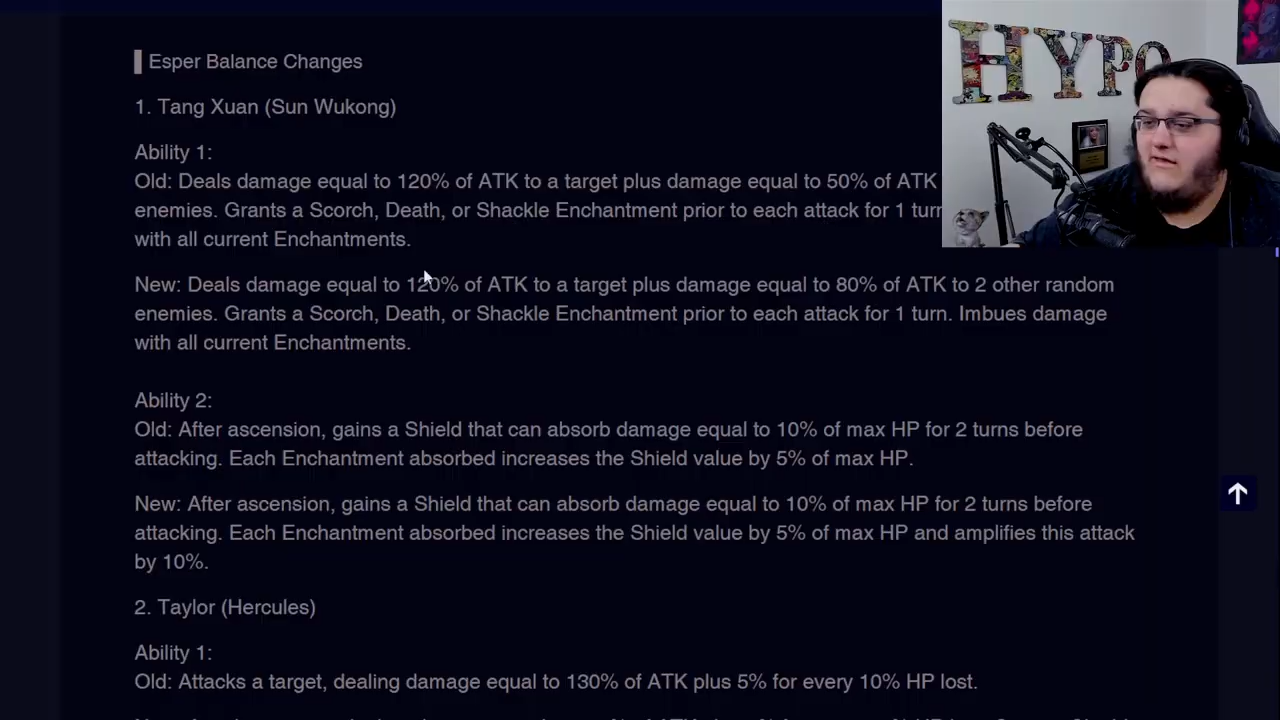 HYPO
Esper Balance Changes
1. Tang Xuan (Sun Wukong)
Ability 1:
Old: Deals damage equal to 120% of ATK to a target plus damage equal to 50% of ATK
enemies. Grants a Scorch, Death, or Shackle Enchantment prior to each attack for 1 turn
with all current Enchantments.
New: Deals damage equal to 120% of ATK to a target plus damage equal to 80% of ATK to 2 other random
enemies. Grants a Scorch, Death, or Shackle Enchantment prior to each attack for 1 turn. Imbues damage
with all current Enchantments.
Ability 2:
Old: After ascension, gains a Shield that can absorb damage equal to 10% of max HP for 2 turns before
attacking. Each Enchantment absorbed increases the Shield value by 5% of max HP.
New: After ascension, gains a Shield that can absorb damage equal to 10% of max HP for 2 turns before
attacking. Each Enchantment absorbed increases the Shield value by 5% of max HP and amplifies this attack
by 10%.
2. Taylor (Hercules)
Ability 1:
Old: Attacks a target, dealing damage equal to 130% of ATK plus 5% for every 10% HP lost.